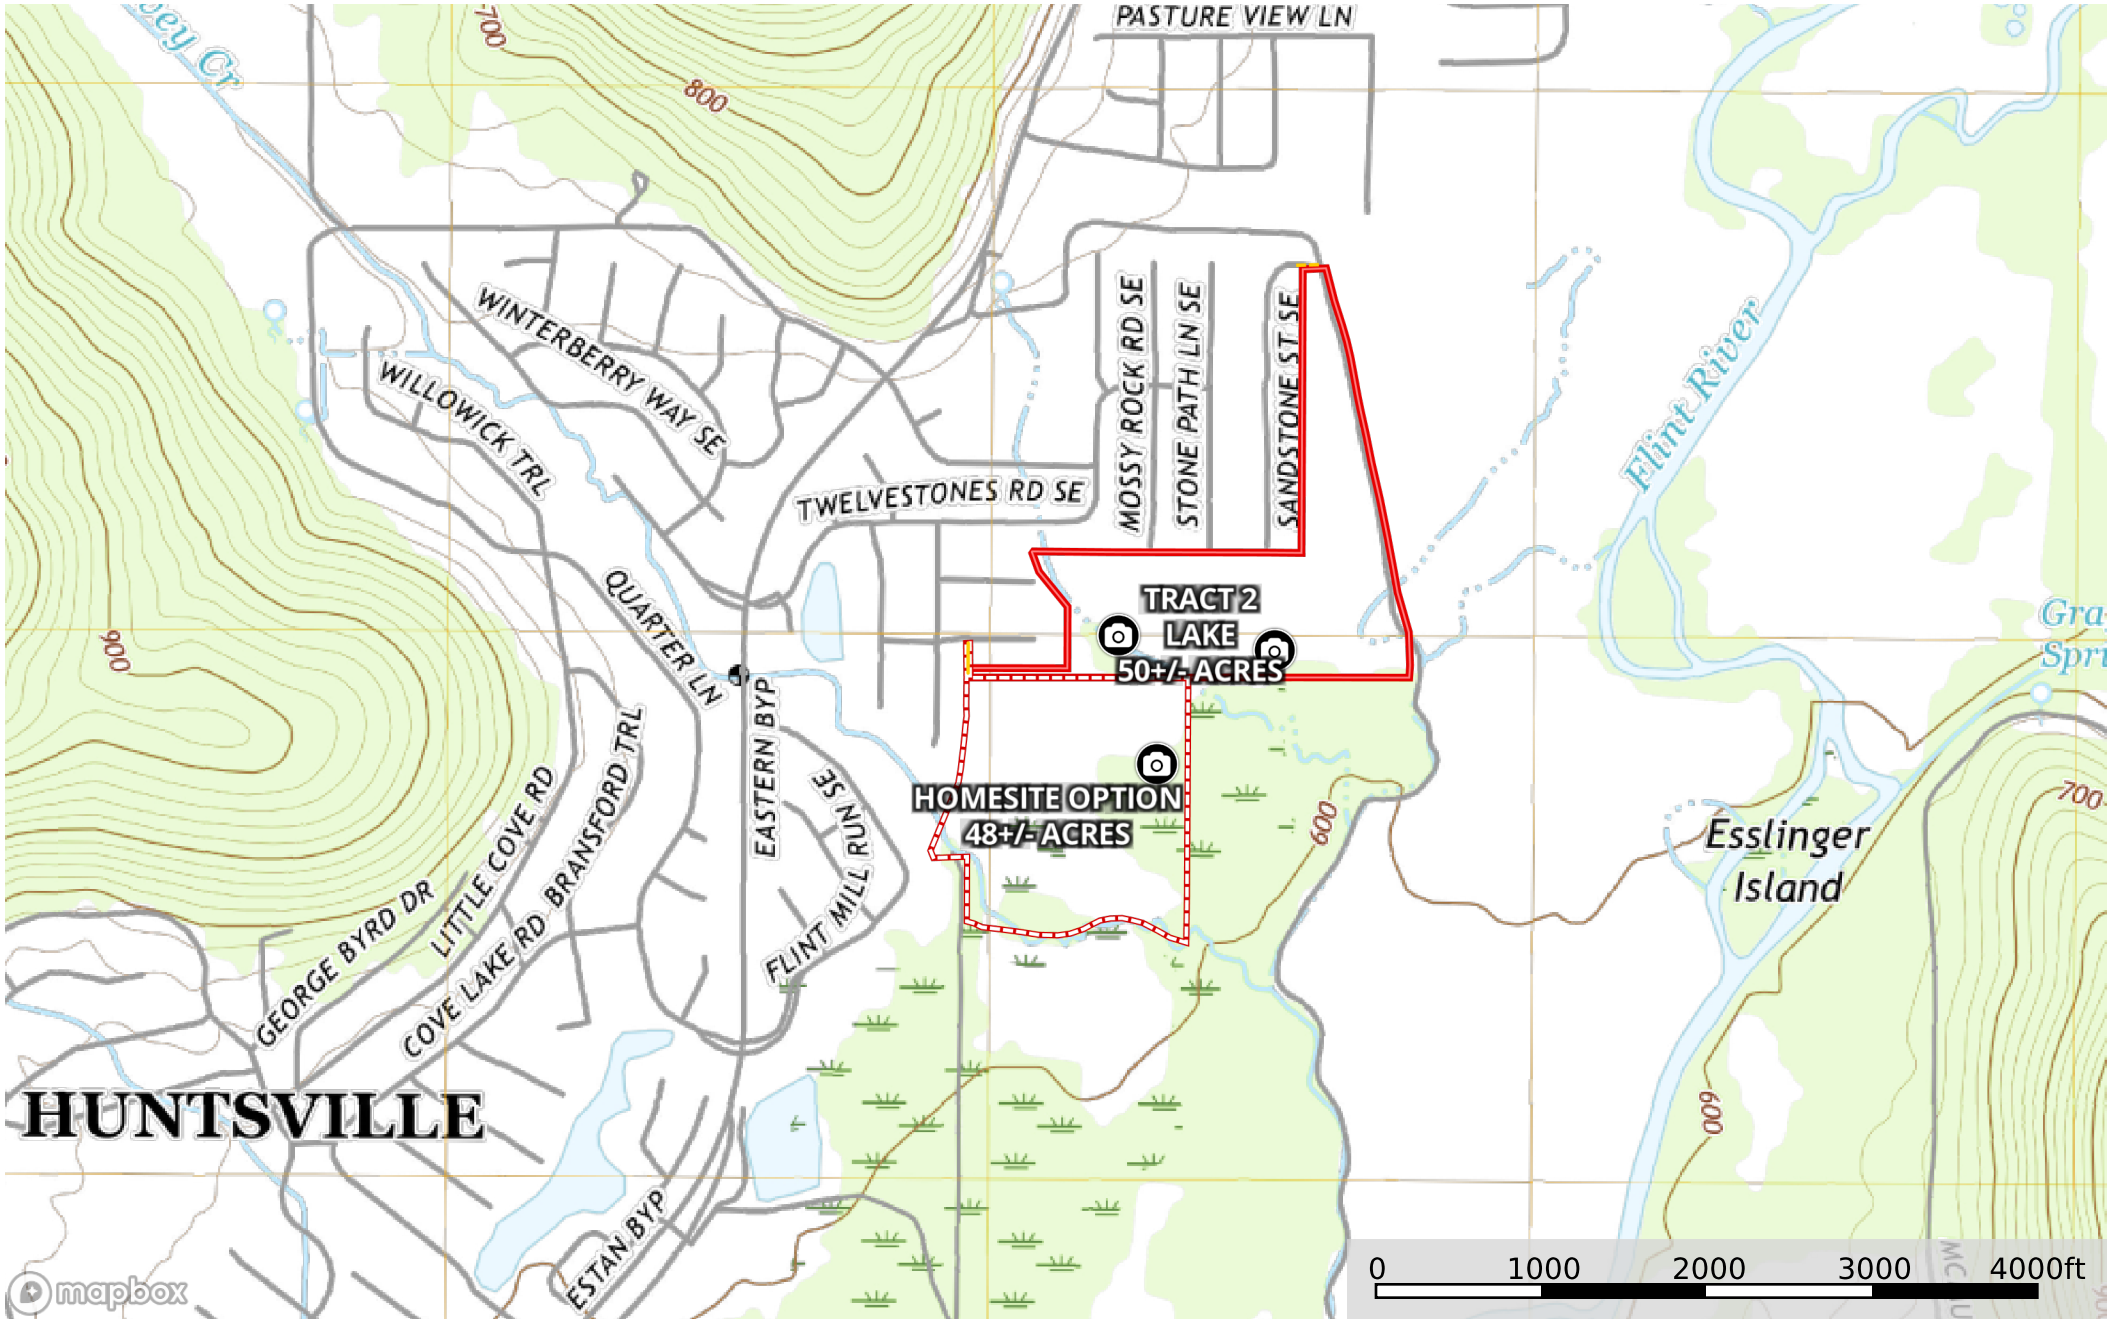 PASTURE VIEW LN
700
800
WINTERBERRY WAY SE
WILLOWICK TRL
TWELVESTONES RD SE
MOSSY ROCK RD SE
STONE PATH LN SE
SANDSTONE ST SE
Flint River
QUARTER LN
EASTERN BYP
TRACT 2
LAKE
50+/- ACRES
900
HOMESITE OPTION
48+/- ACRES
FLINT MILL RUN SE
LITTLE COVE RD
BRANSFORD TRL
COVE LAKE RD
GEORGE BYRD DR
600
Esslinger
Island
700
600
HUNTSVILLE
ESTAN BYP
mapbox
0 1000 2000 3000 4000ft